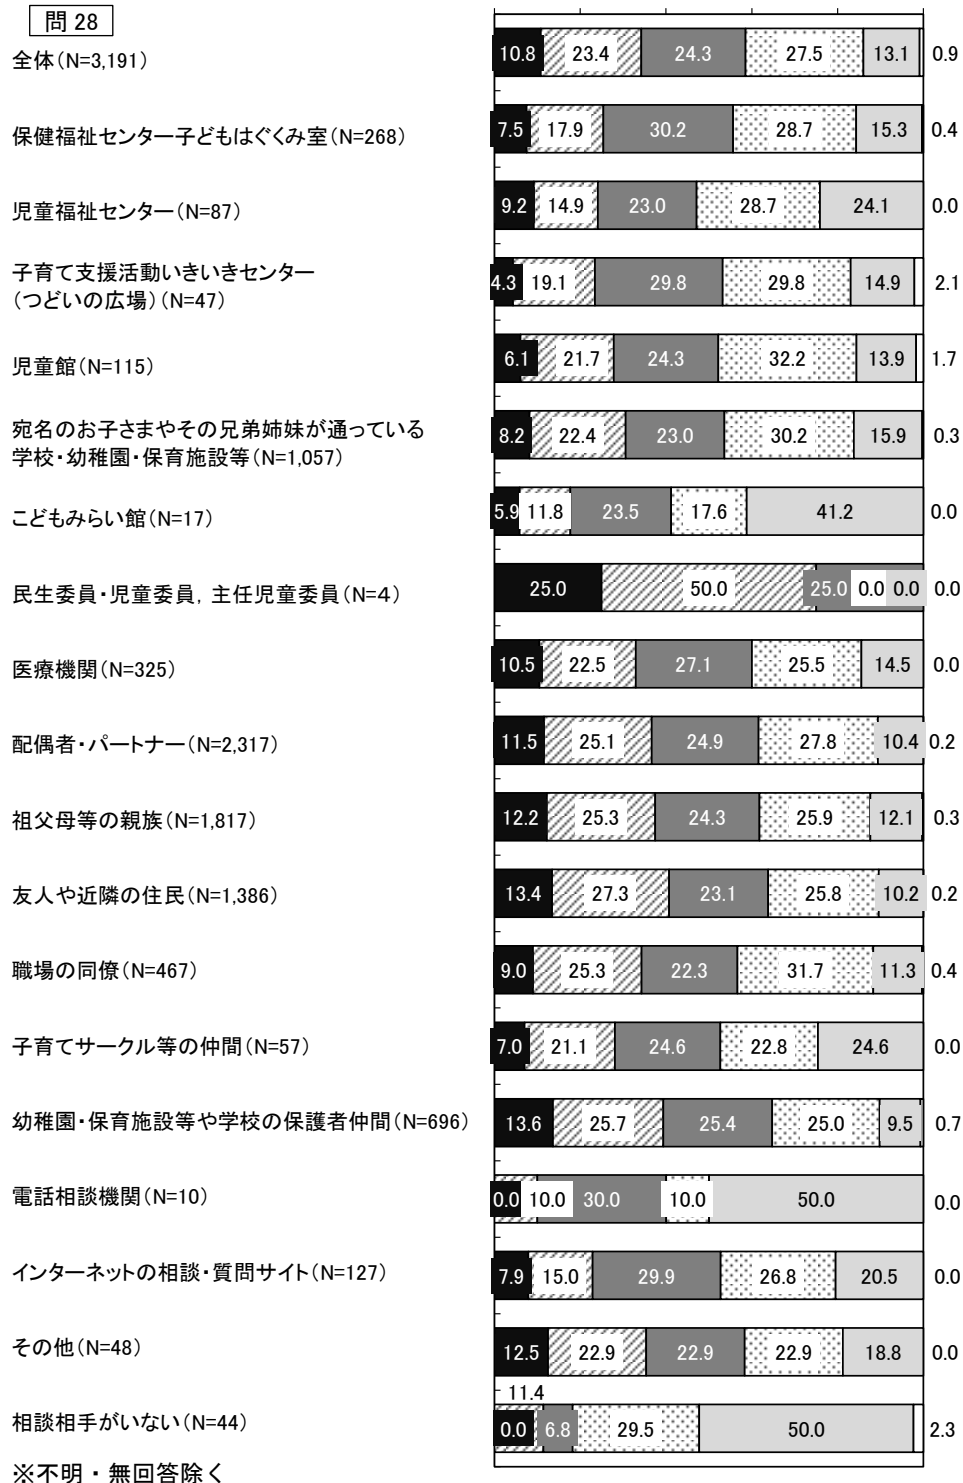 問 28
全体(N=3,191)
10.8 23.4 24.3 27.5 13.1 0.9
保健福祉センター子どもはぐくみ室(N=268)
7.5 17.9 30.2 28.7 15.3 0.4
児童福祉センター(N=87)
9.2 14.9 23.0 28.7 24.1 0.0
子育て支援活動いきいきセンター
(つどいの広場)(N=47)
4.3 19.1 29.8 29.8 14.9 2.1
児童館(N=115)
6.1 21.7 24.3 32.2 13.9 1.7
宛名のお子さまやその兄弟姉妹が通っている
学校・幼稚園・保育施設等(N=1,057)
8.2 22.4 23.0 30.2 15.9 0.3
こどもみらい館(N=17)
5.9 11.8 23.5 17.6 41.2 0.0
民生委員・児童委員，主任児童委員(N=4)
25.0 50.0 25.0 0.0 0.0 0.0
医療機関(N=325)
10.5 22.5 27.1 25.5 14.5 0.0
配偶者・パートナー(N=2,317)
11.5 25.1 24.9 27.8 10.4 0.2
祖父母等の親族(N=1,817)
12.2 25.3 24.3 25.9 12.1 0.3
友人や近隣の住民(N=1,386)
13.4 27.3 23.1 25.8 10.2 0.2
職場の同僚(N=467)
9.0 25.3 22.3 31.7 11.3 0.4
子育てサークル等の仲間(N=57)
7.0 21.1 24.6 22.8 24.6 0.0
幼稚園・保育施設等や学校の保護者仲間(N=696)
13.6 25.7 25.4 25.0 9.5 0.7
電話相談機関(N=10)
0.0 10.0 30.0 10.0 50.0 0.0
インターネットの相談・質問サイト(N=127)
7.9 15.0 29.9 26.8 20.5 0.0
その他(N=48)
12.5 22.9 22.9 22.9 18.8 0.0
11.4
相談相手がいない(N=44)
0.0 6.8 29.5 50.0 2.3
※不明・無回答除く